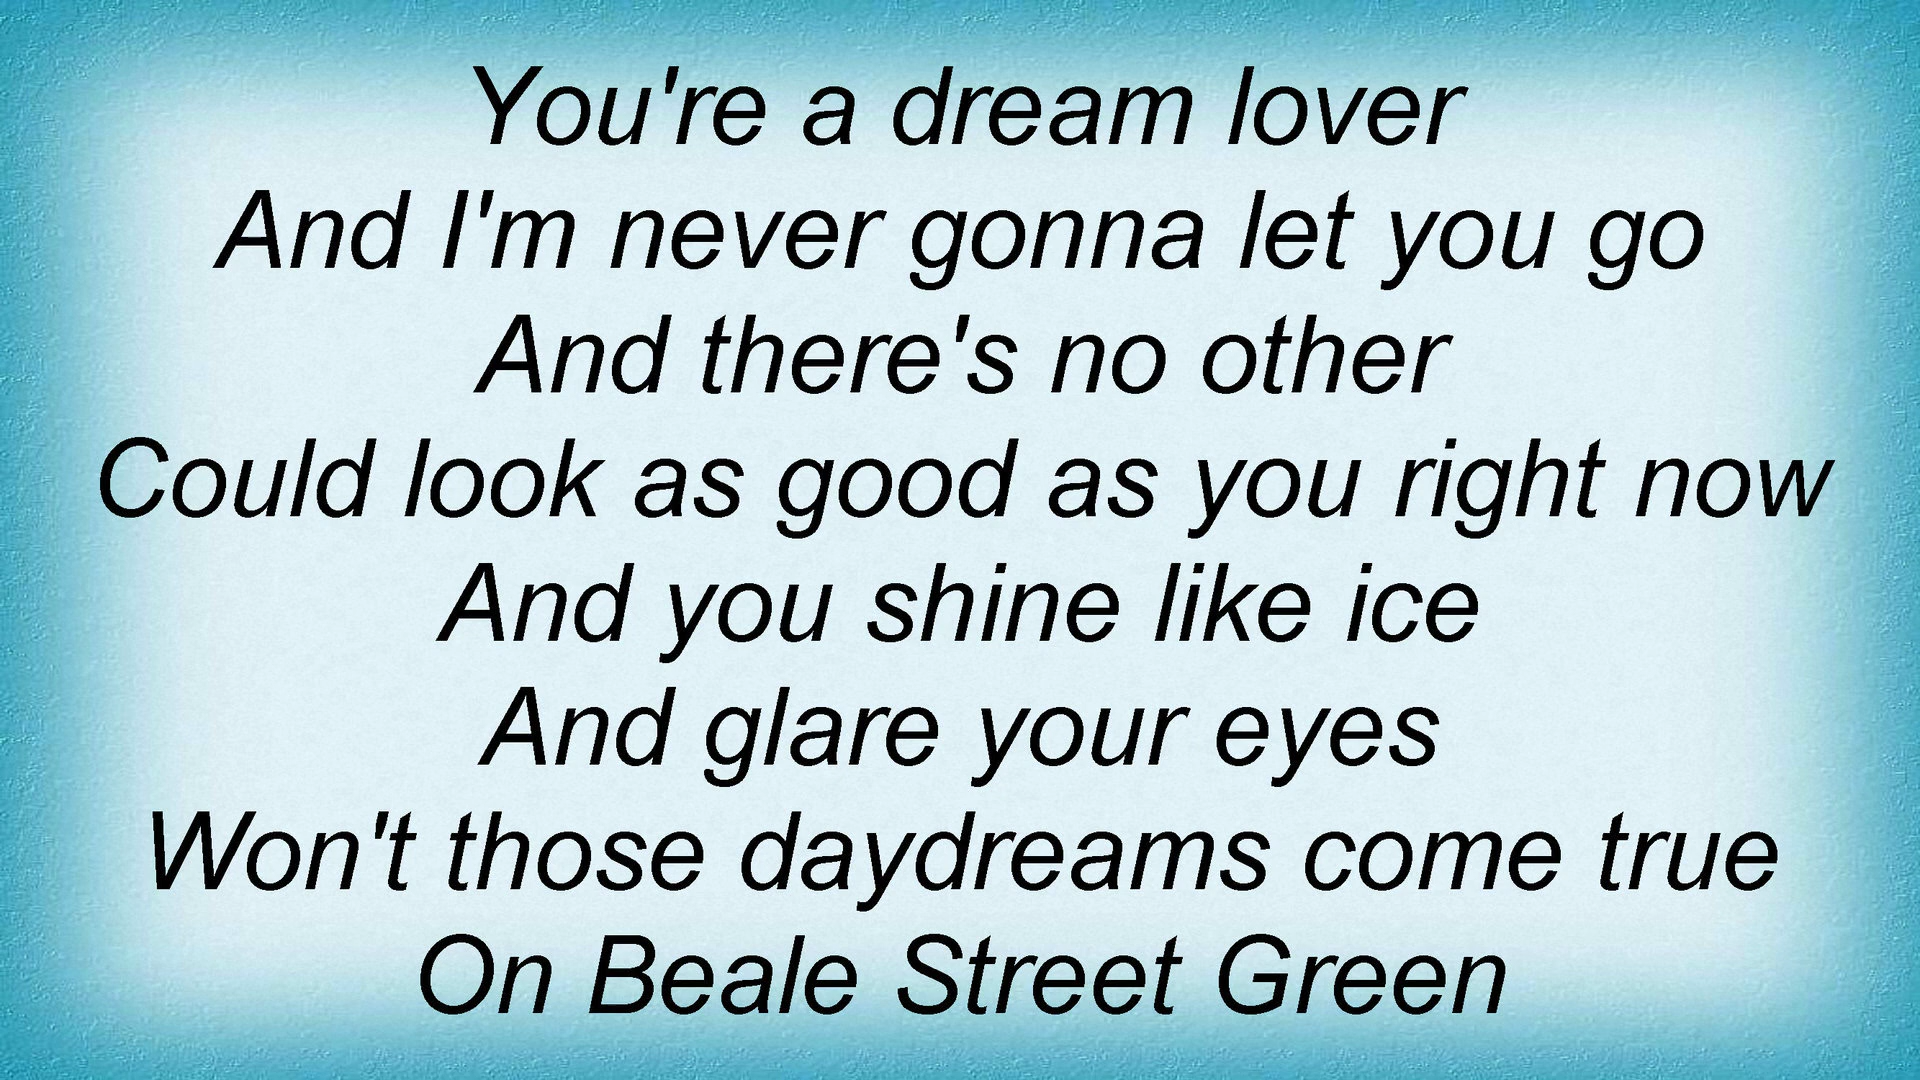 You're a dream lover
And I'm never gonna let you go
And there's no other
Could look as good as you right now
And you shine like ice
And glare your eyes
Won't those daydreams come true
On Beale Street Green